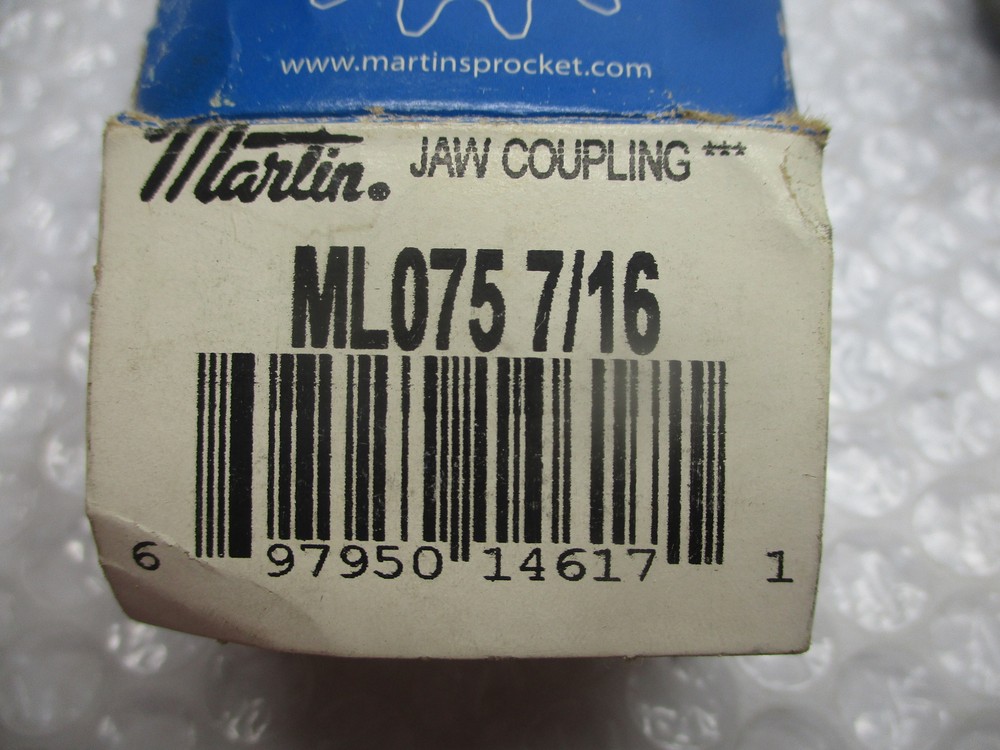 www.martinsprocket.com
Martin® JAW COUPLING ***
ML075 7/16
6 97950 14617 1